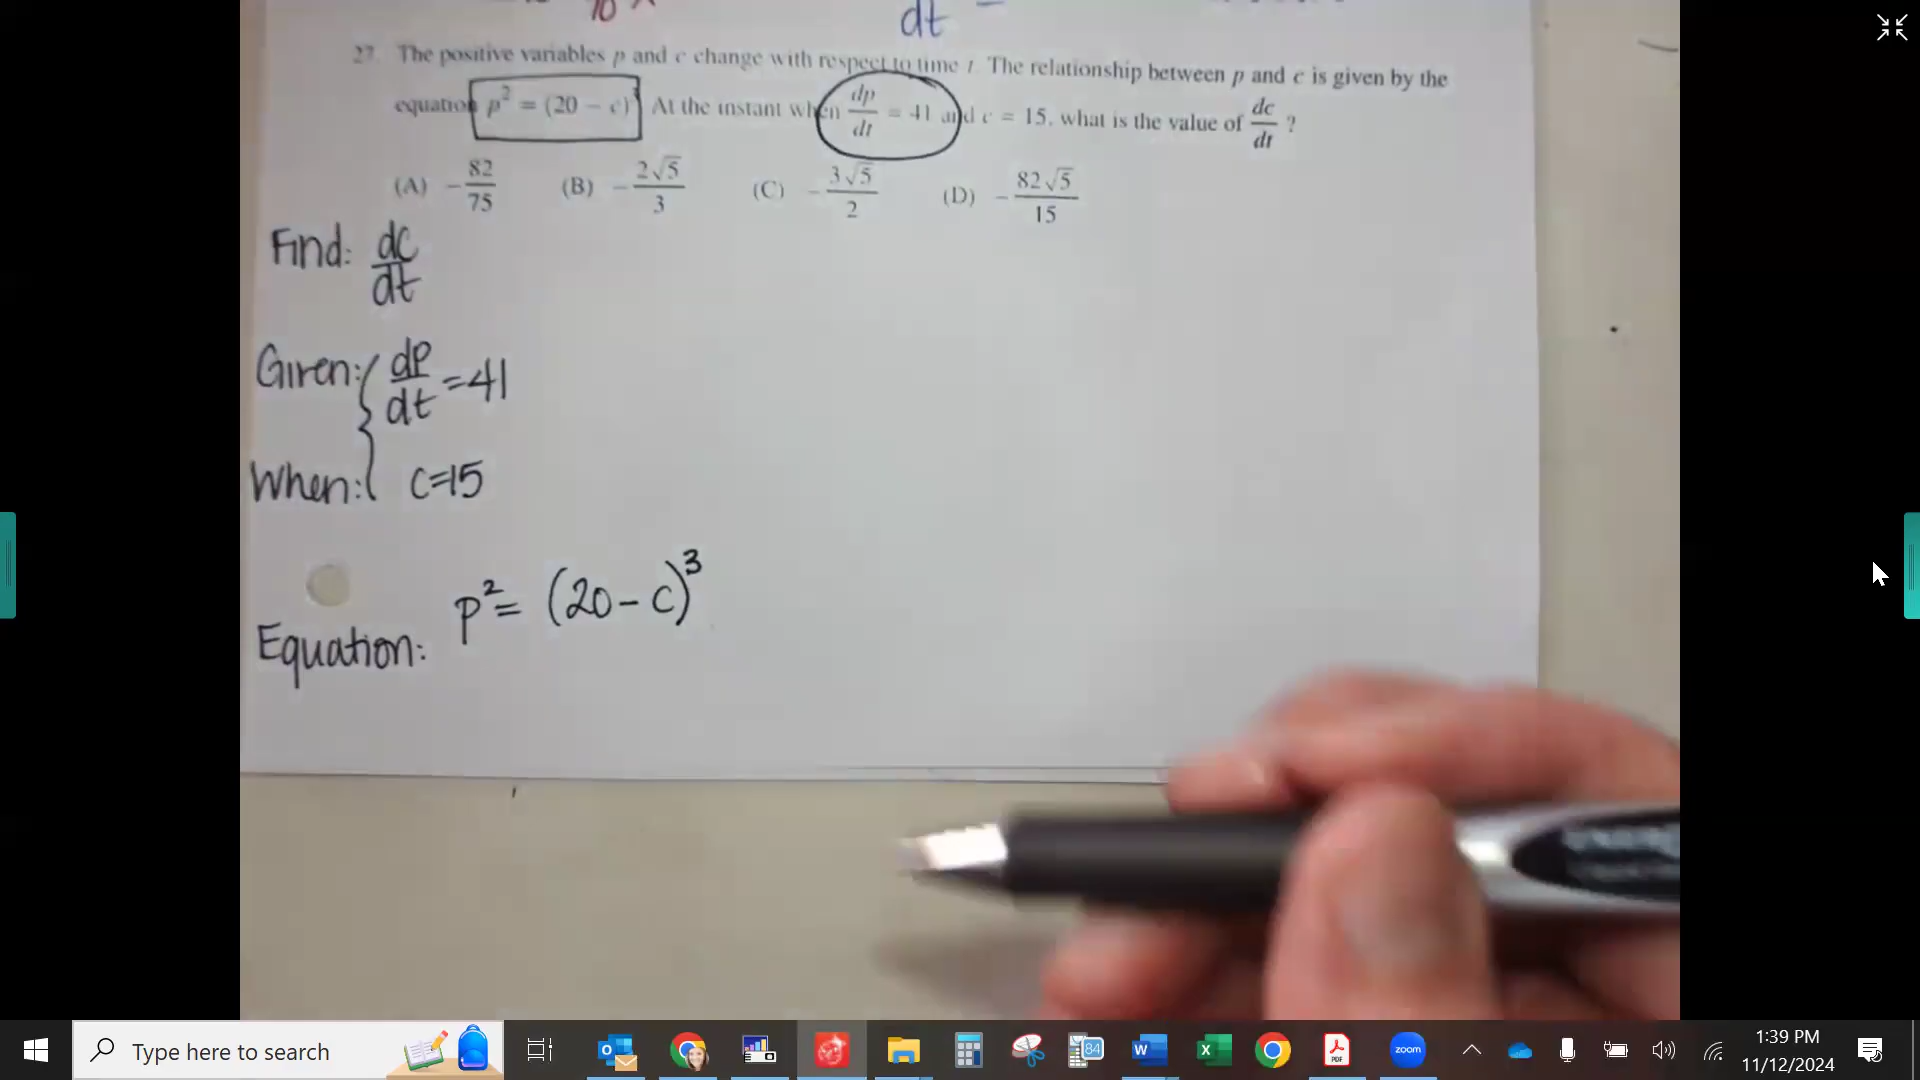 dt
27. The positive variables p and c change with respect to time t. The relationship between p and c is given by the
equation p² = (20 − c)³. At the instant when dp/dt = 41 and c = 15, what is the value of dc/dt ?
(A) −82/75 (B) −2√5/3 (C) −3√5/2 (D) −82√5/15
Find: dc/dt
Given: dp/dt =41
When: c=15
Equation: p²= (20-c)³
Type here to search
84
zoom
1:39 PM
11/12/2024